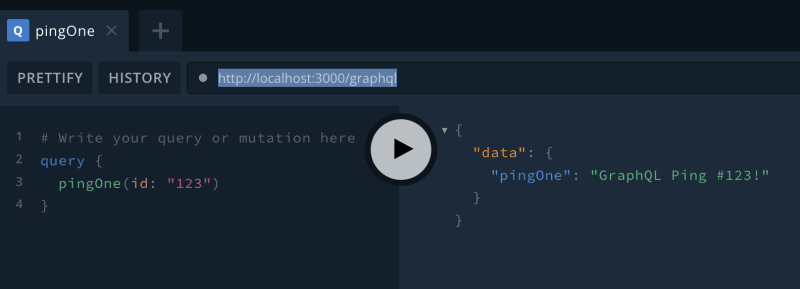 Q pingOne × +
PRETTIFY HISTORY http://localhost:3000/graphql
1 # Write your query or mutation here
2 query {
3 pingOne(id: "123")
4 }
{
"data": {
"pingOne": "GraphQL Ping #123!"
}
}